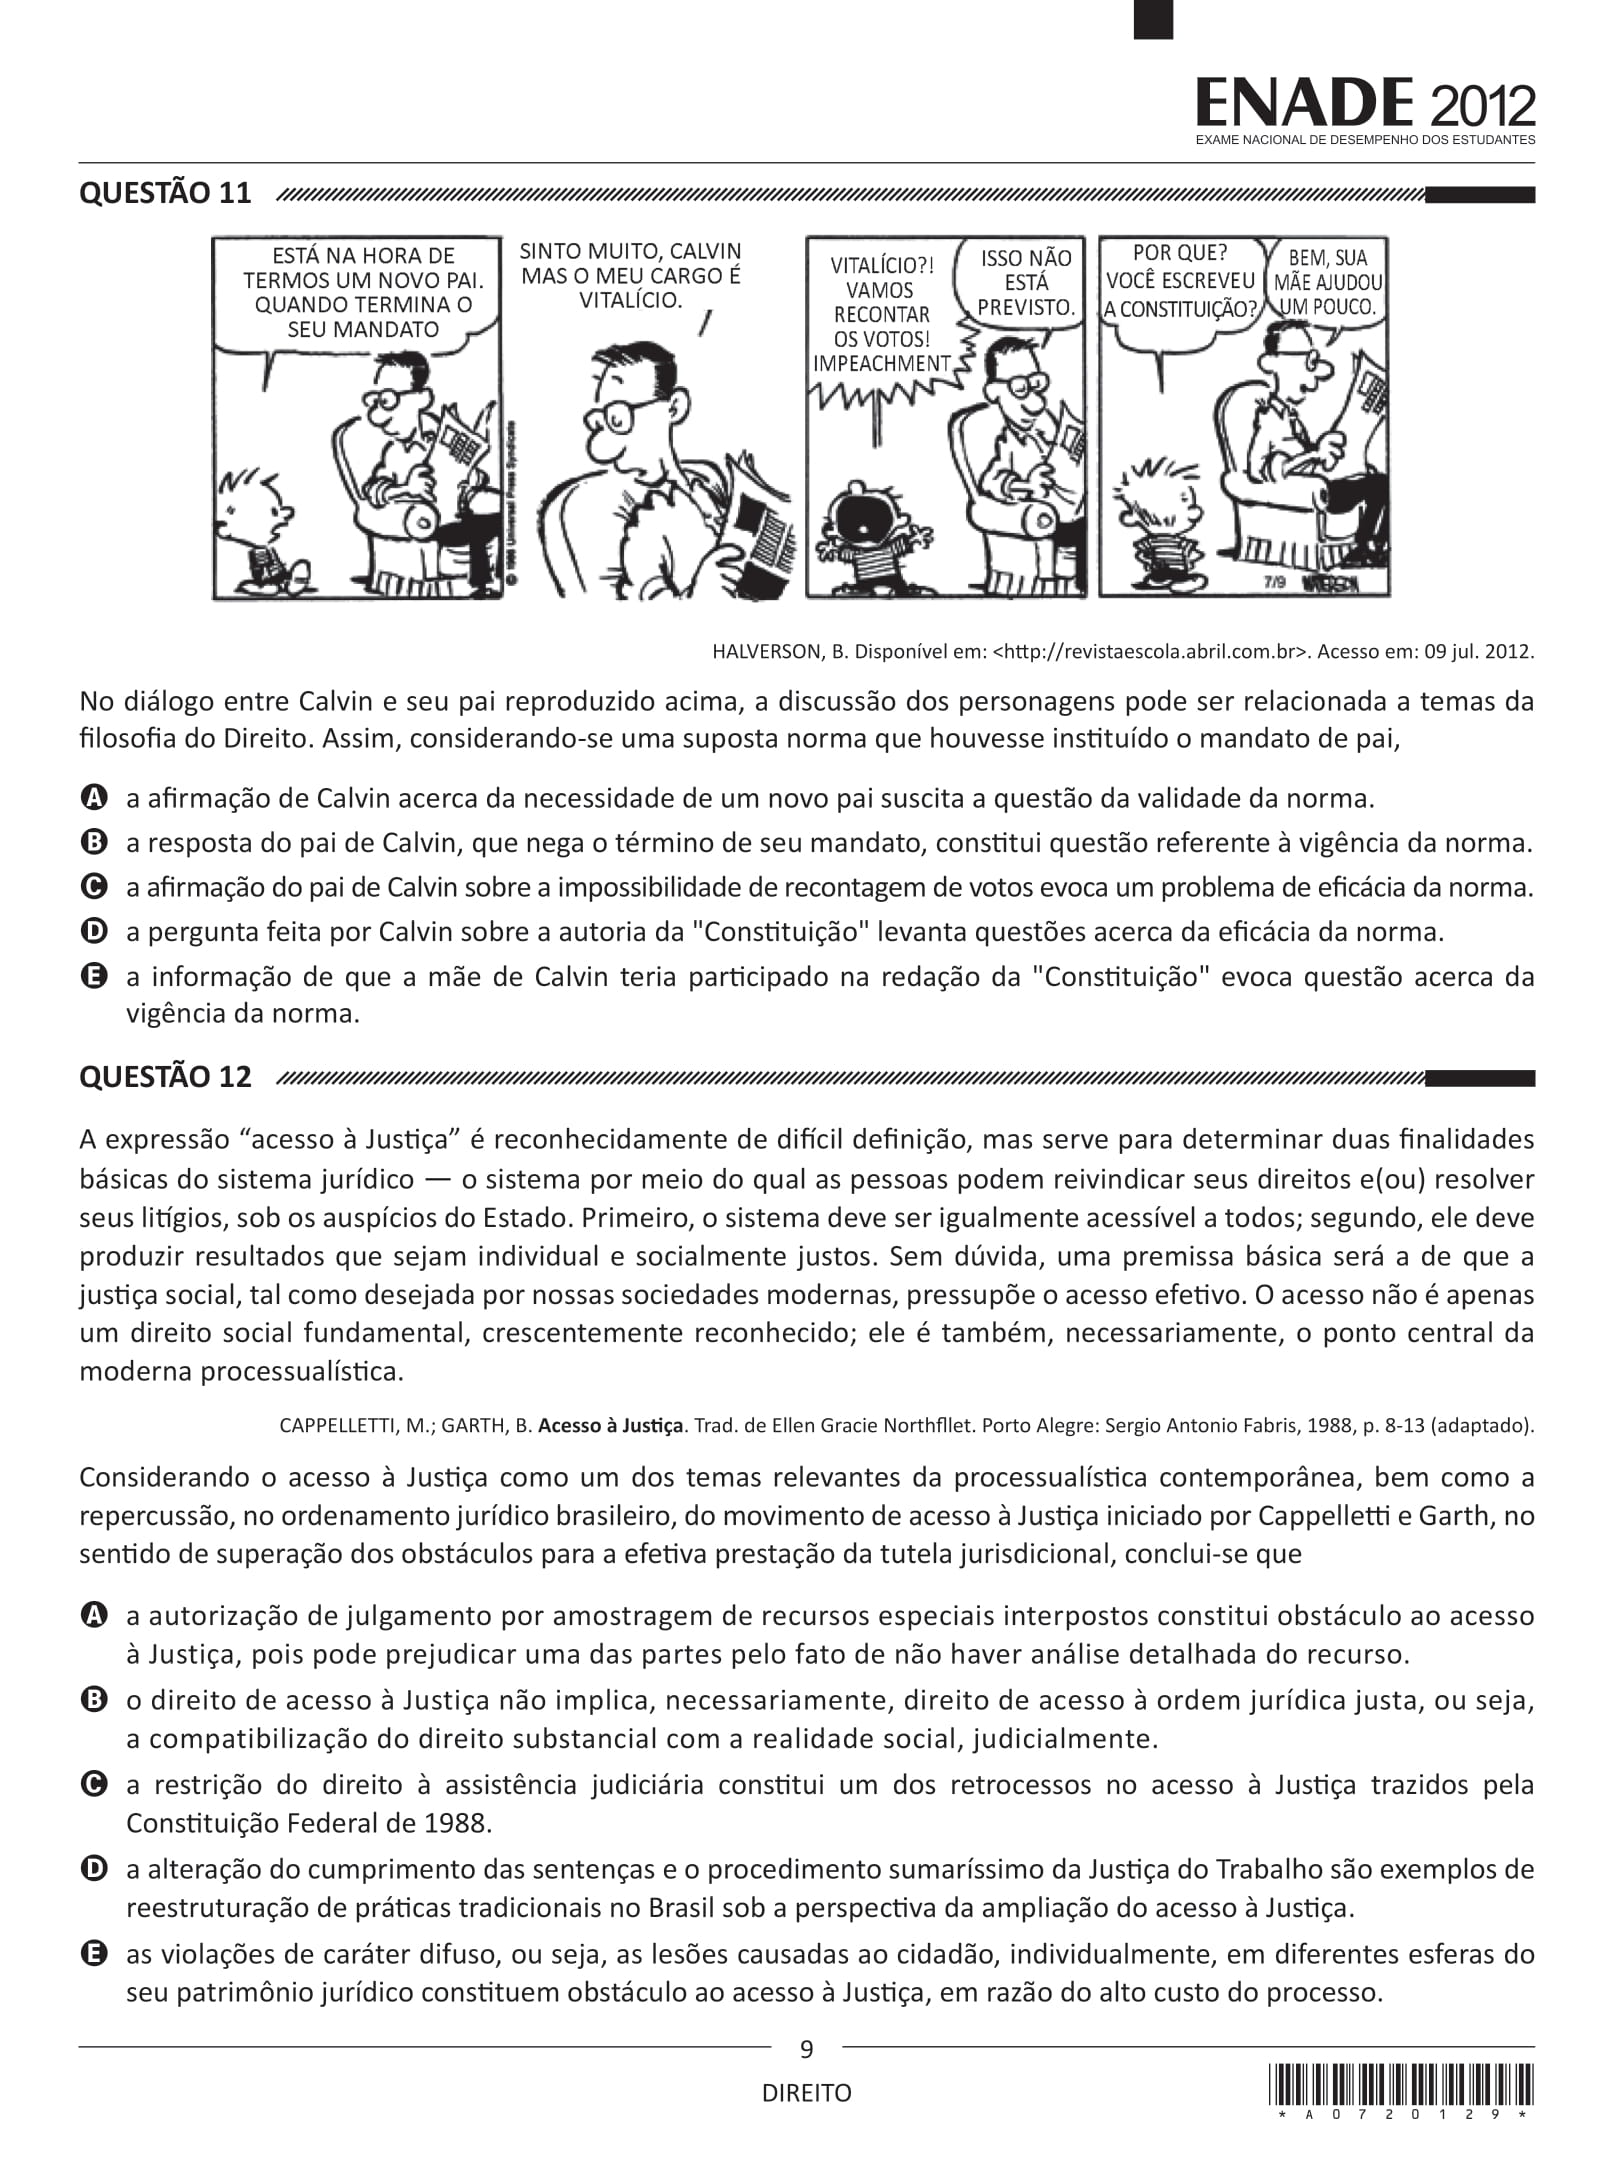 ENADE 2012
EXAME NACIONAL DE DESEMPENHO DOS ESTUDANTES
QUESTÃO 11
ESTÁ NA HORA DE
TERMOS UM NOVO PAI.
QUANDO TERMINA O
SEU MANDATO
SINTO MUITO, CALVIN
MAS O MEU CARGO É
VITALÍCIO.
VITALÍCIO?!
VAMOS
RECONTAR
OS VOTOS!
IMPEACHMENT
ISSO NÃO
ESTÁ
PREVISTO.
POR QUE?
VOCÊ ESCREVEU
A CONSTITUIÇÃO?
BEM, SUA
MÃE AJUDOU
UM POUCO.
Universal Press Syndicate
7/9
HALVERSON, B. Disponível em: <http://revistaescola.abril.com.br>. Acesso em: 09 jul. 2012.
No diálogo entre Calvin e seu pai reproduzido acima, a discussão dos personagens pode ser relacionada a temas da
filosofia do Direito. Assim, considerando-se uma suposta norma que houvesse instituído o mandato de pai,
A a afirmação de Calvin acerca da necessidade de um novo pai suscita a questão da validade da norma.
B a resposta do pai de Calvin, que nega o término de seu mandato, constitui questão referente à vigência da norma.
C a afirmação do pai de Calvin sobre a impossibilidade de recontagem de votos evoca um problema de eficácia da norma.
D a pergunta feita por Calvin sobre a autoria da "Constituição" levanta questões acerca da eficácia da norma.
E a informação de que a mãe de Calvin teria participado na redação da "Constituição" evoca questão acerca da
vigência da norma.
QUESTÃO 12
A expressão “acesso à Justiça” é reconhecidamente de difícil definição, mas serve para determinar duas finalidades
básicas do sistema jurídico — o sistema por meio do qual as pessoas podem reivindicar seus direitos e(ou) resolver
seus litígios, sob os auspícios do Estado. Primeiro, o sistema deve ser igualmente acessível a todos; segundo, ele deve
produzir resultados que sejam individual e socialmente justos. Sem dúvida, uma premissa básica será a de que a
justiça social, tal como desejada por nossas sociedades modernas, pressupõe o acesso efetivo. O acesso não é apenas
um direito social fundamental, crescentemente reconhecido; ele é também, necessariamente, o ponto central da
moderna processualística.
CAPPELLETTI, M.; GARTH, B. Acesso à Justiça. Trad. de Ellen Gracie Northfllet. Porto Alegre: Sergio Antonio Fabris, 1988, p. 8-13 (adaptado).
Considerando o acesso à Justiça como um dos temas relevantes da processualística contemporânea, bem como a
repercussão, no ordenamento jurídico brasileiro, do movimento de acesso à Justiça iniciado por Cappelletti e Garth, no
sentido de superação dos obstáculos para a efetiva prestação da tutela jurisdicional, conclui-se que
A a autorização de julgamento por amostragem de recursos especiais interpostos constitui obstáculo ao acesso
à Justiça, pois pode prejudicar uma das partes pelo fato de não haver análise detalhada do recurso.
B o direito de acesso à Justiça não implica, necessariamente, direito de acesso à ordem jurídica justa, ou seja,
a compatibilização do direito substancial com a realidade social, judicialmente.
C a restrição do direito à assistência judiciária constitui um dos retrocessos no acesso à Justiça trazidos pela
Constituição Federal de 1988.
D a alteração do cumprimento das sentenças e o procedimento sumaríssimo da Justiça do Trabalho são exemplos de
reestruturação de práticas tradicionais no Brasil sob a perspectiva da ampliação do acesso à Justiça.
E as violações de caráter difuso, ou seja, as lesões causadas ao cidadão, individualmente, em diferentes esferas do
seu patrimônio jurídico constituem obstáculo ao acesso à Justiça, em razão do alto custo do processo.
9
DIREITO
*A0720129*